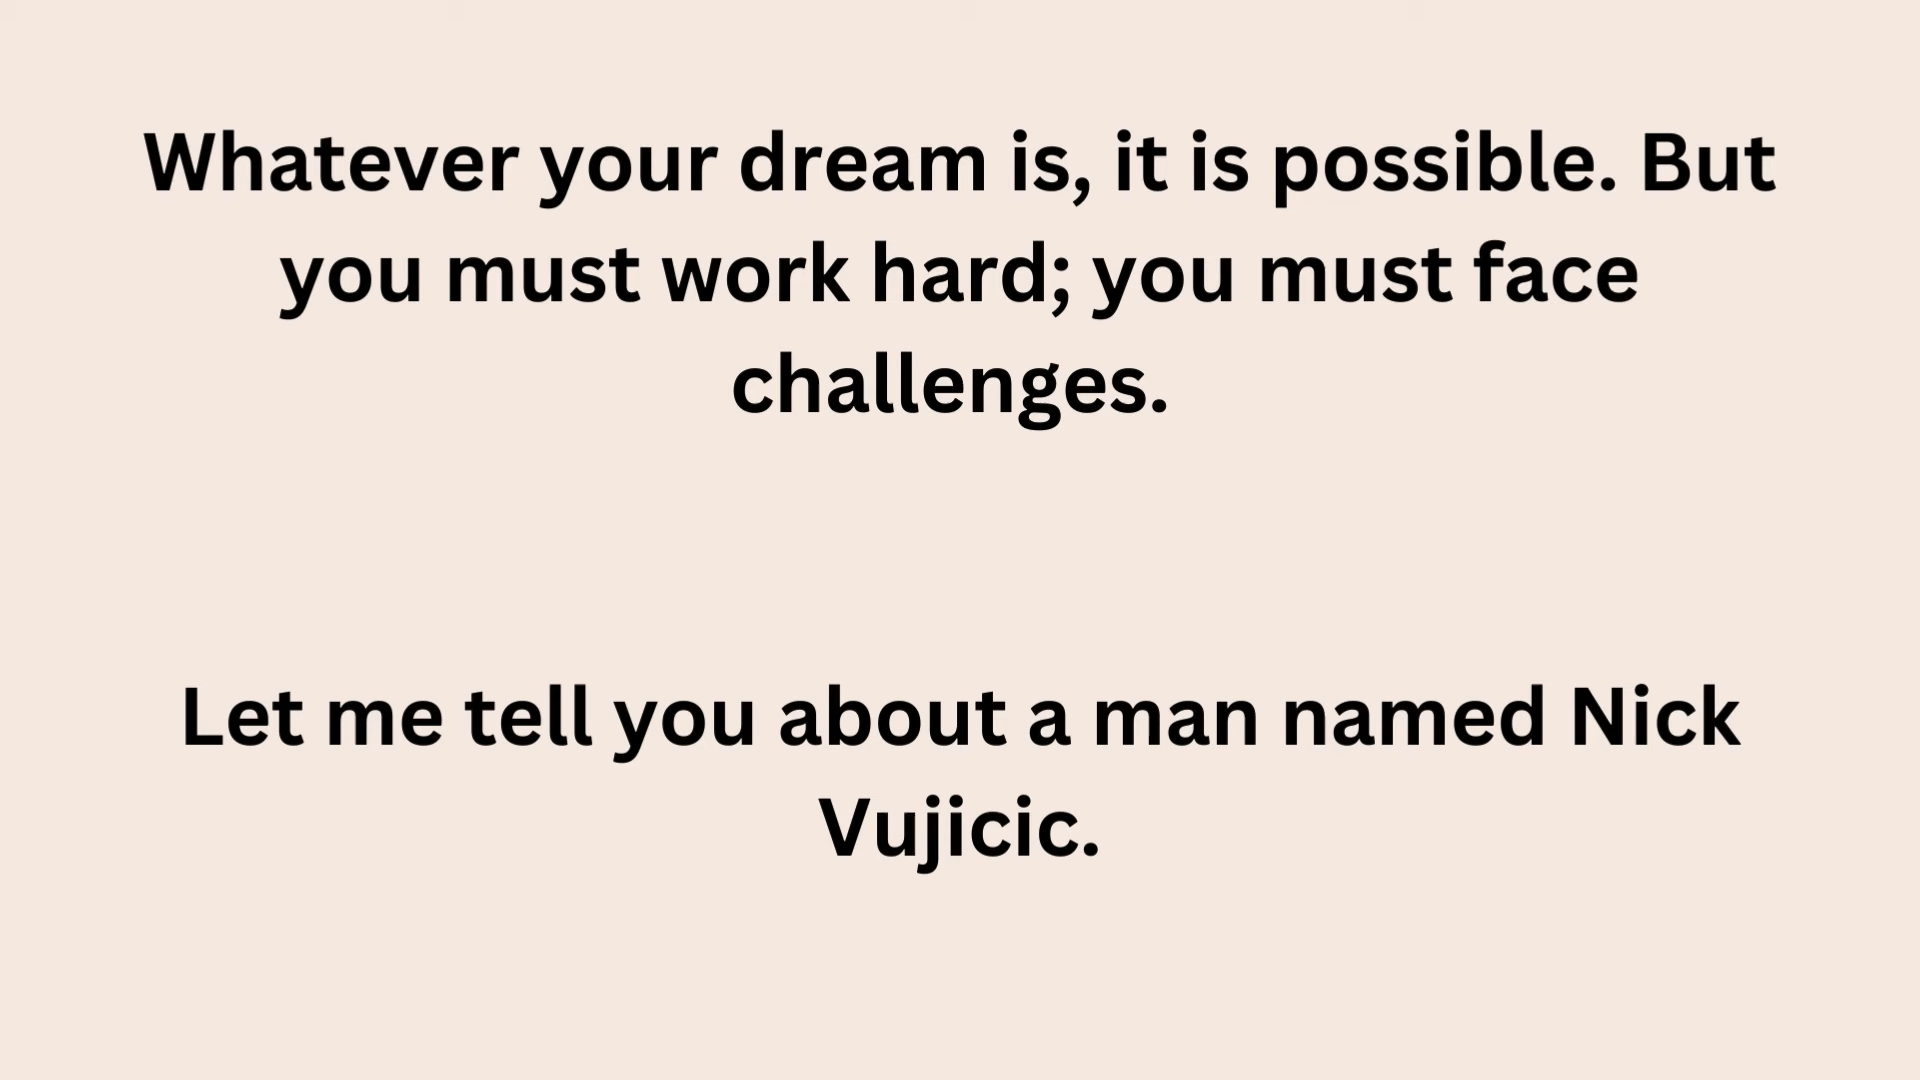 Whatever your dream is, it is possible. But
you must work hard; you must face
challenges.
Let me tell you about a man named Nick
Vujicic.